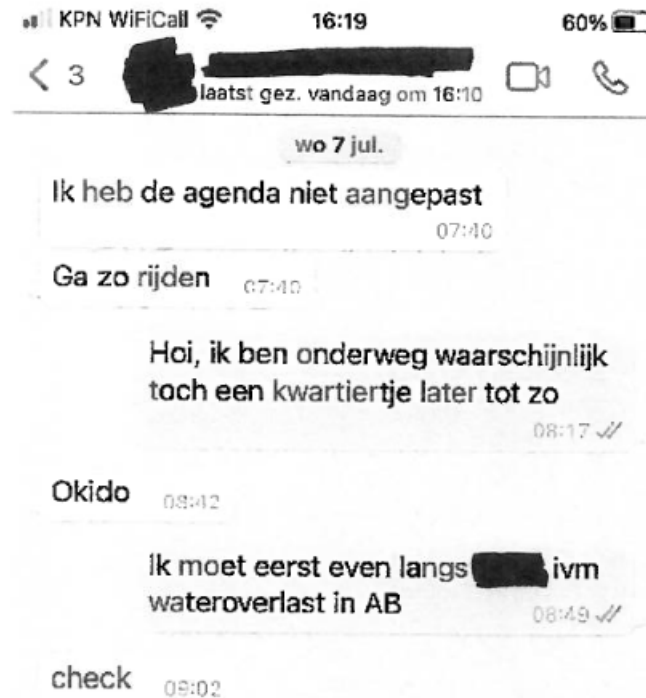 KPN WiFiCall 16:19 60%
3
laatst gez. vandaag om 16:10
wo 7 jul.
Ik heb de agenda niet aangepast
07:40
Ga zo rijden 07:40
Hoi, ik ben onderweg waarschijnlijk
toch een kwartiertje later tot zo
08:17
Okido 08:42
Ik moet eerst even langs ivm
wateroverlast in AB
08:49
check 09:02